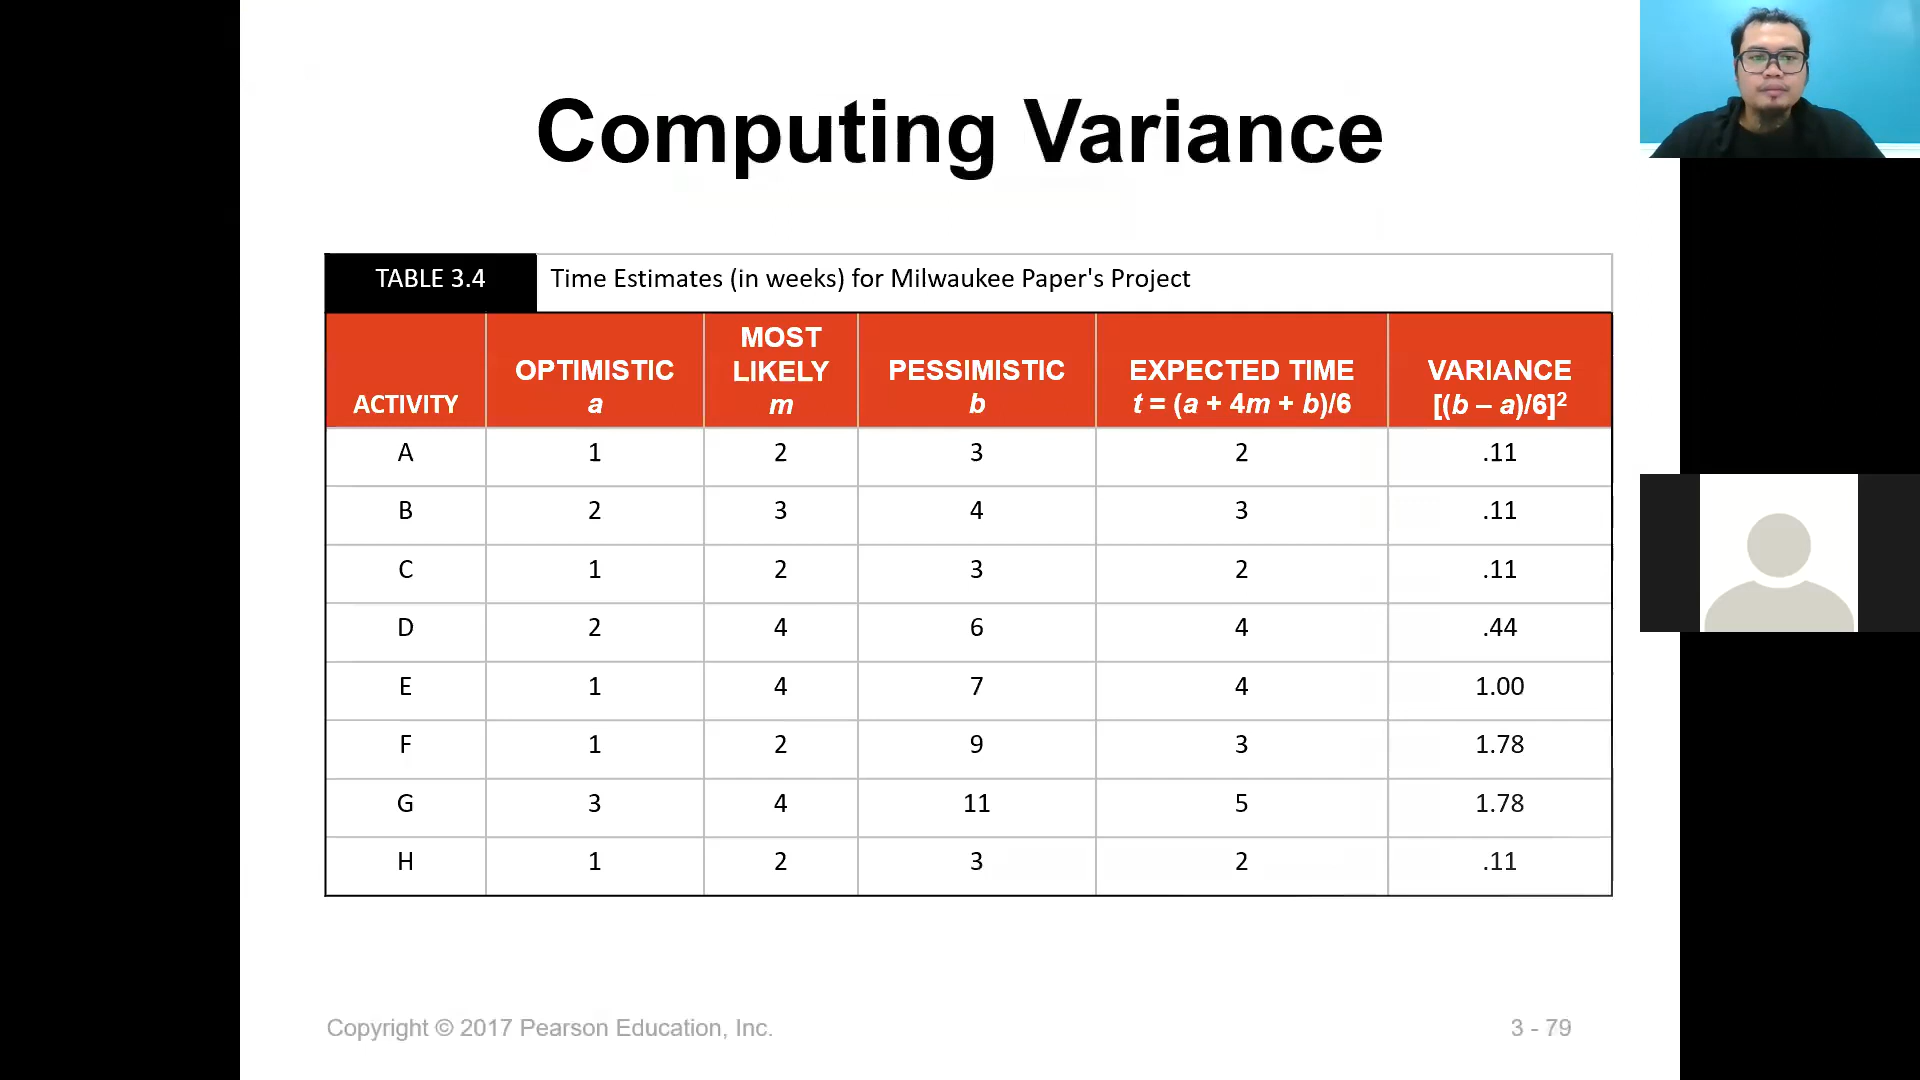 Computing Variance
TABLE 3.4 Time Estimates (in weeks) for Milwaukee Paper's Project
ACTIVITY OPTIMISTIC a MOST LIKELY m PESSIMISTIC b EXPECTED TIME t = (a + 4m + b)/6 VARIANCE [(b – a)/6]²
A 1 2 3 2 .11
B 2 3 4 3 .11
C 1 2 3 2 .11
D 2 4 6 4 .44
E 1 4 7 4 1.00
F 1 2 9 3 1.78
G 3 4 11 5 1.78
H 1 2 3 2 .11
Copyright © 2017 Pearson Education, Inc. 3 - 79